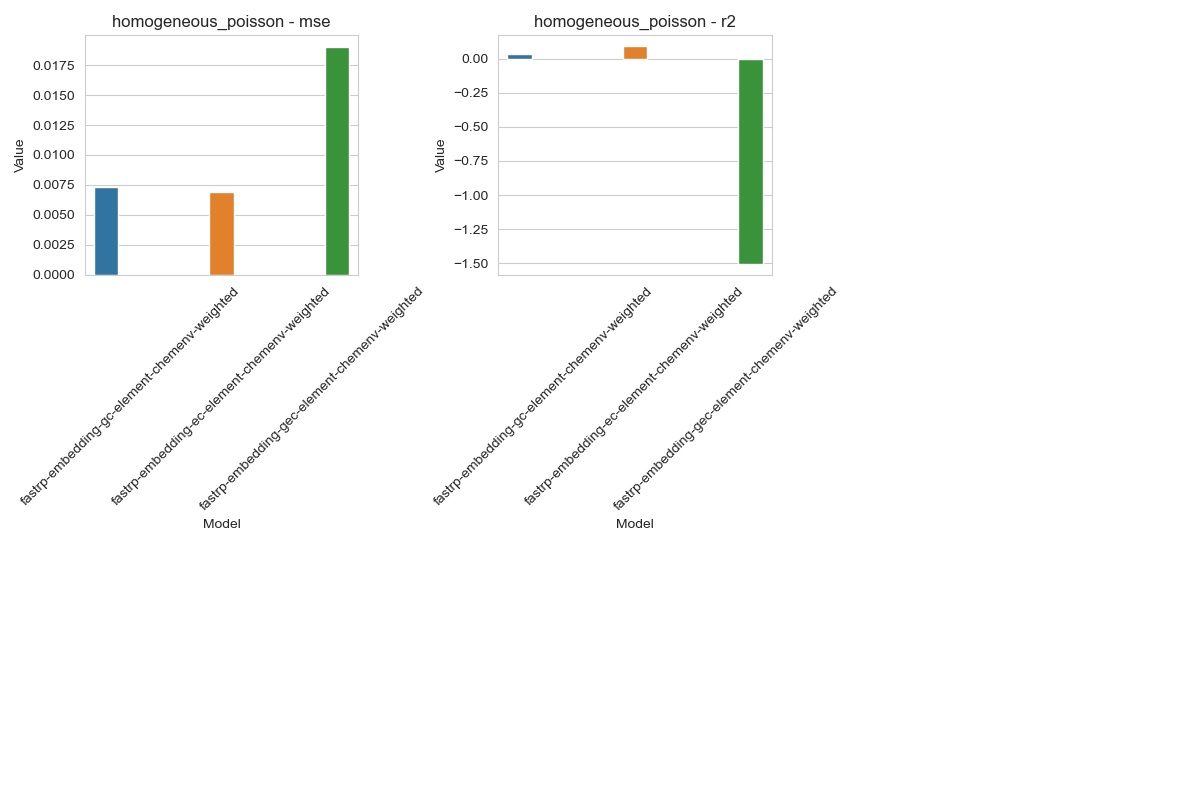 homogeneous_poisson - mse
Value
0.0175
0.0150
0.0125
0.0100
0.0075
0.0050
0.0025
0.0000
fastrp-embedding-gc-element-chemenv-weighted
fastrp-embedding-ec-element-chemenv-weighted
fastrp-embedding-gec-element-chemenv-weighted
Model
homogeneous_poisson - r2
Value
0.00
−0.25
−0.50
−0.75
−1.00
−1.25
−1.50
fastrp-embedding-gc-element-chemenv-weighted
fastrp-embedding-ec-element-chemenv-weighted
fastrp-embedding-gec-element-chemenv-weighted
Model